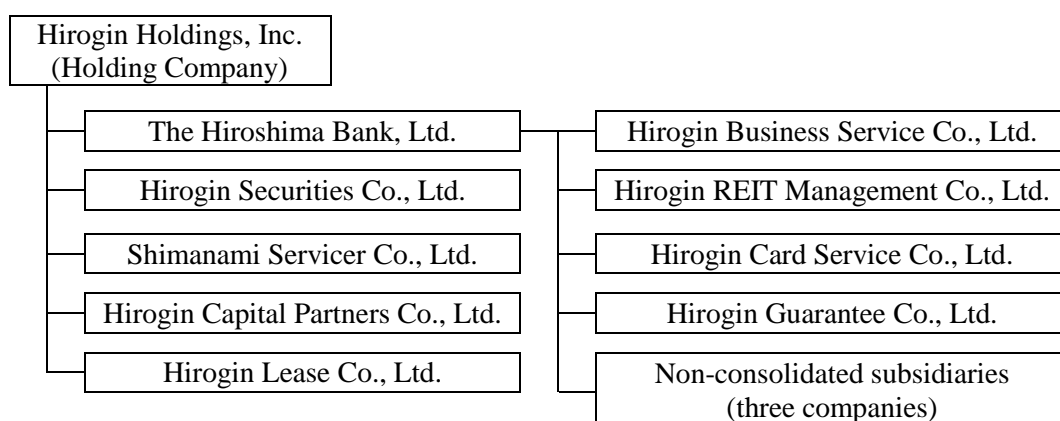 Hirogin Holdings, Inc.
(Holding Company)
The Hiroshima Bank, Ltd.
Hirogin Securities Co., Ltd.
Shimanami Servicer Co., Ltd.
Hirogin Capital Partners Co., Ltd.
Hirogin Lease Co., Ltd.
Hirogin Business Service Co., Ltd.
Hirogin REIT Management Co., Ltd.
Hirogin Card Service Co., Ltd.
Hirogin Guarantee Co., Ltd.
Non-consolidated subsidiaries
(three companies)